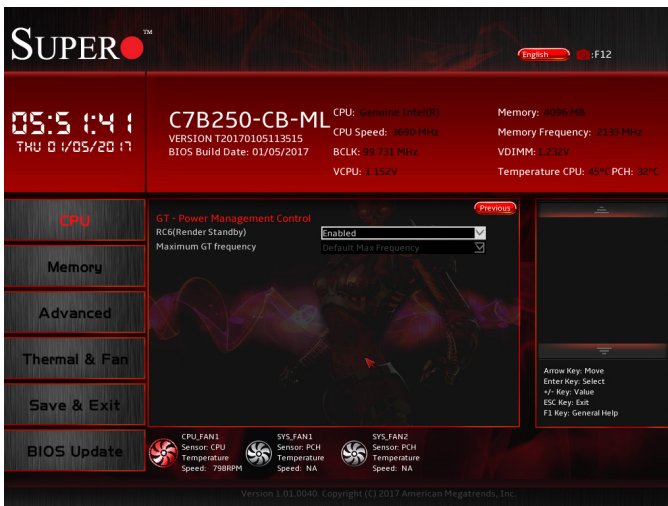 SUPER TM
English :F12
05:51:41
THU 01/05/2017
C7B250-CB-ML
VERSION T20170105113515
BIOS Build Date: 01/05/2017
CPU: Genuine Intel(R)
CPU Speed: 3690 MHz
BCLK: 99.731 MHz
VCPU: 1.152V
Memory: 4096 MB
Memory Frequency: 2133 MHz
VDIMM: 1.232V
Temperature CPU: 45°C PCH: 32°C
CPU
Memory
Advanced
Thermal & Fan
Save & Exit
BIOS Update
Previous
GT - Power Management Control
RC6(Render Standby) Enabled
Maximum GT frequency Default Max Frequency
Arrow Key: Move
Enter Key: Select
+/- Key: Value
ESC Key: Exit
F1 Key: General Help
CPU_FAN1
Sensor: CPU
Temperature
Speed: 798RPM
SYS_FAN1
Sensor: PCH
Temperature
Speed: NA
SYS_FAN2
Sensor: PCH
Temperature
Speed: NA
Version 1.01.0040. Copyright (C) 2017 American Megatrends, Inc.